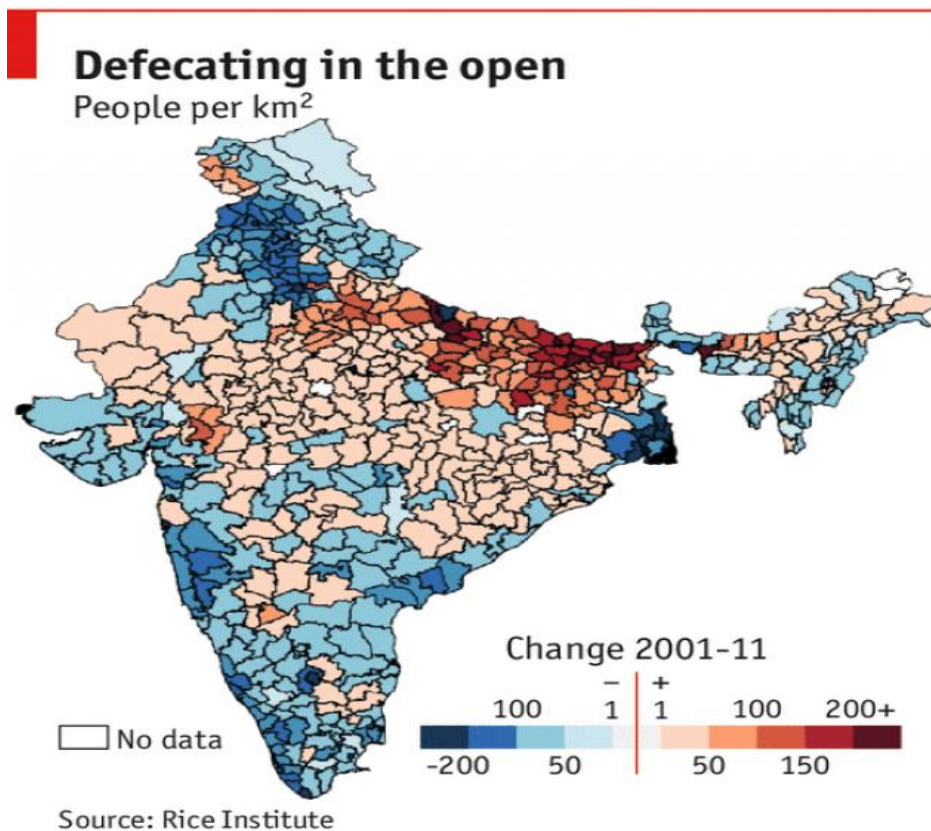 Defecating in the open
People per km²
Change 2001-11
− +
100 1 1 100 200+
-200 50 50 150
No data
Source: Rice Institute